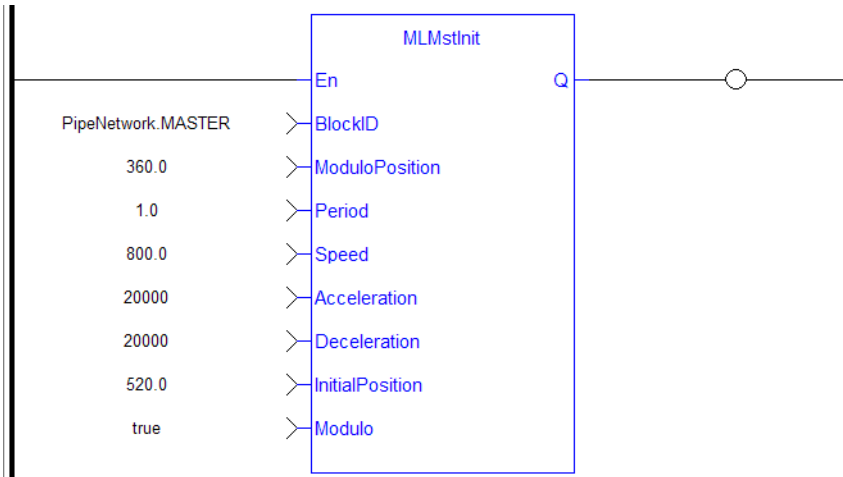 MLMstInit
En Q
PipeNetwork.MASTER BlockID
360.0 ModuloPosition
1.0 Period
800.0 Speed
20000 Acceleration
20000 Deceleration
520.0 InitialPosition
true Modulo